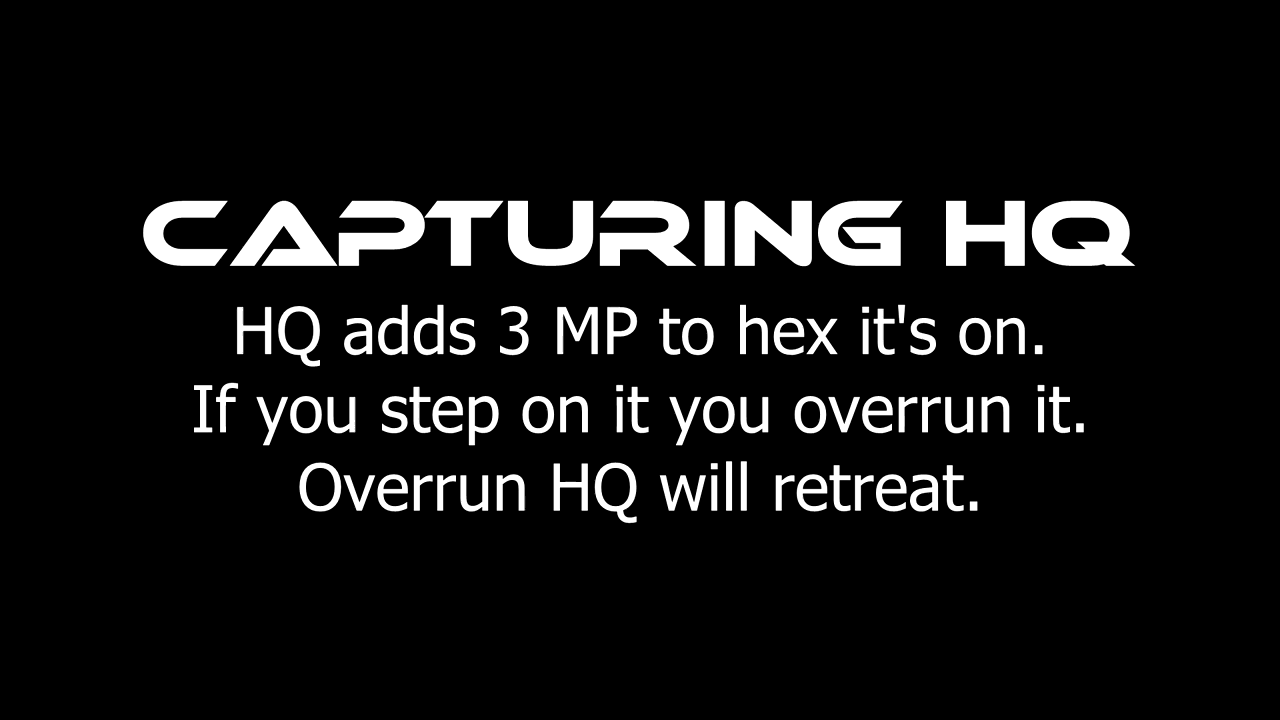 CAPTURING HQ
HQ adds 3 MP to hex it's on.
If you step on it you overrun it.
Overrun HQ will retreat.